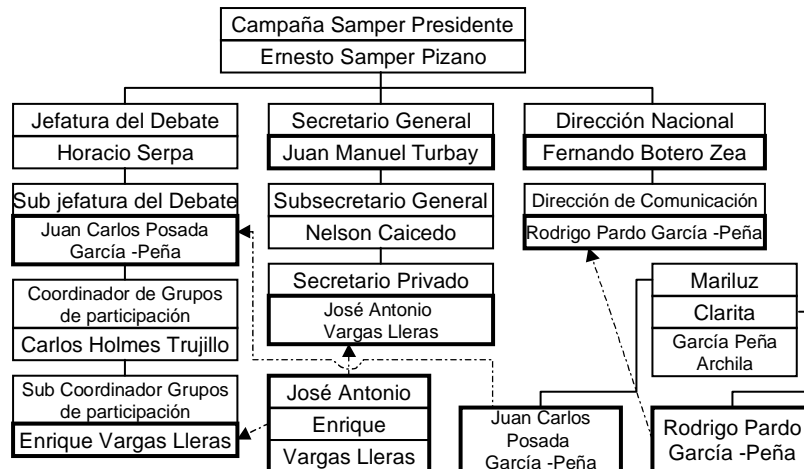 Campaña Samper Presidente
Ernesto Samper Pizano
Jefatura del Debate
Horacio Serpa
Sub jefatura del Debate
Juan Carlos Posada
García -Peña
Coordinador de Grupos
de participación
Carlos Holmes Trujillo
Sub Coordinador Grupos
de participación
Enrique Vargas Lleras
Secretario General
Juan Manuel Turbay
Subsecretario General
Nelson Caicedo
Secretario Privado
José Antonio
Vargas Lleras
José Antonio
Enrique
Vargas Lleras
Dirección Nacional
Fernando Botero Zea
Dirección de Comunicación
Rodrigo Pardo García -Peña
Mariluz
Clarita
García Peña
Archila
Juan Carlos
Posada
García -Peña
Rodrigo Pardo
García -Peña